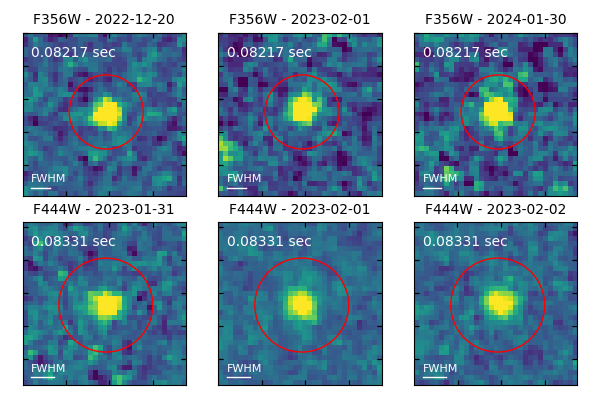 F356W - 2022-12-20
F356W - 2023-02-01
F356W - 2024-01-30
0.08217 sec
0.08217 sec
0.08217 sec
FWHM
FWHM
FWHM
F444W - 2023-01-31
F444W - 2023-02-01
F444W - 2023-02-02
0.08331 sec
0.08331 sec
0.08331 sec
FWHM
FWHM
FWHM